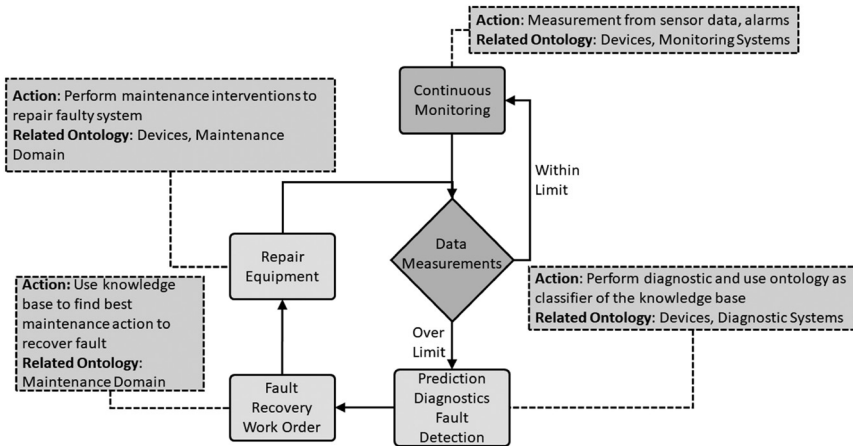 Action: Measurement from sensor data, alarms
Related Ontology: Devices, Monitoring Systems
Continuous
Monitoring
Action: Perform maintenance interventions to
repair faulty system
Related Ontology: Devices, Maintenance
Domain
Within
Limit
Repair
Equipment
Data
Measurements
Action: Use knowledge
base to find best
maintenance action to
recover fault
Related Ontology:
Maintenance Domain
Action: Perform diagnostic and use ontology as
classifier of the knowledge base
Related Ontology: Devices, Diagnostic Systems
Over
Limit
Fault
Recovery
Work Order
Prediction
Diagnostics
Fault
Detection